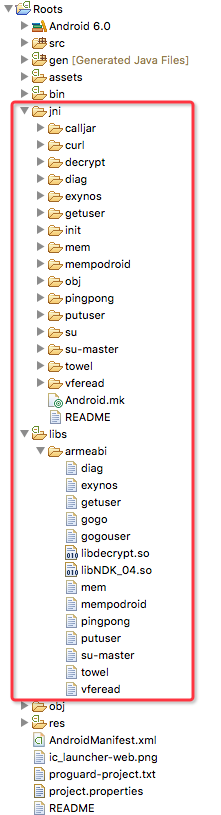 Roots
Android 6.0
src
gen [Generated Java Files]
assets
bin
jni
calljar
curl
decrypt
diag
exynos
getuser
init
mem
mempodroid
obj
pingpong
putuser
su
su-master
towel
vferead
Android.mk
README
libs
armeabi
diag
exynos
getuser
gogo
gogouser
libdecrypt.so
libNDK_04.so
mem
mempodroid
pingpong
putuser
su-master
towel
vferead
obj
res
AndroidManifest.xml
ic_launcher-web.png
proguard-project.txt
project.properties
README